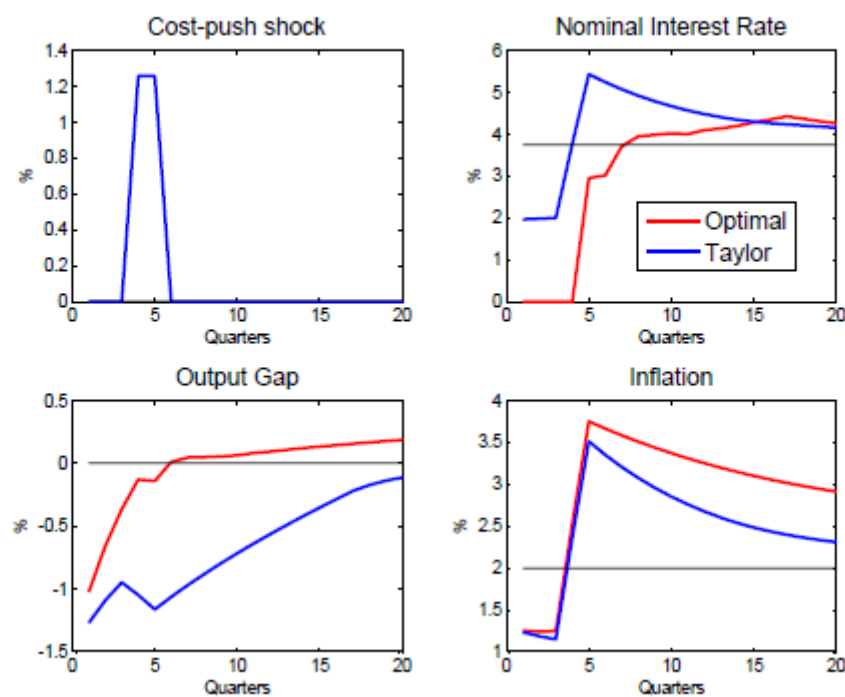 Cost-push shock
1.4
1.2
1
0.8
0.6
0.4
0.2
0
%
0 5 10 15 20
Quarters
Nominal Interest Rate
6
5
4
3
2
1
0
%
Optimal
Taylor
0 5 10 15 20
Quarters
Output Gap
0.5
0
-0.5
-1
-1.5
%
0 5 10 15 20
Quarters
Inflation
4
3.5
3
2.5
2
1.5
1
%
0 5 10 15 20
Quarters